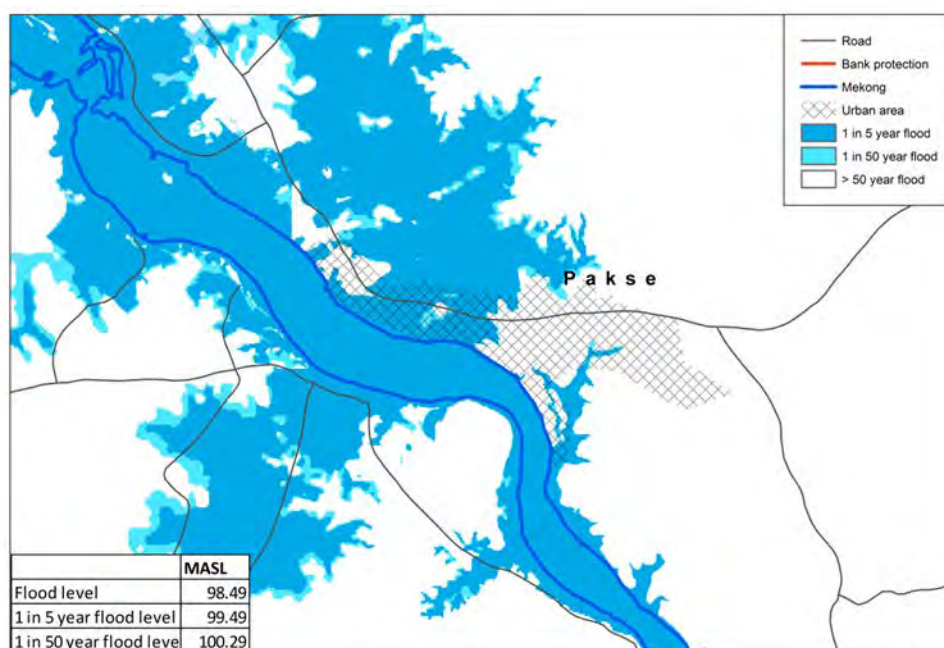 Road
Bank protection
Mekong
Urban area
1 in 5 year flood
1 in 50 year flood
> 50 year flood
Pakse
MASL
Flood level 98.49
1 in 5 year flood level 99.49
1 in 50 year flood leve 100.29